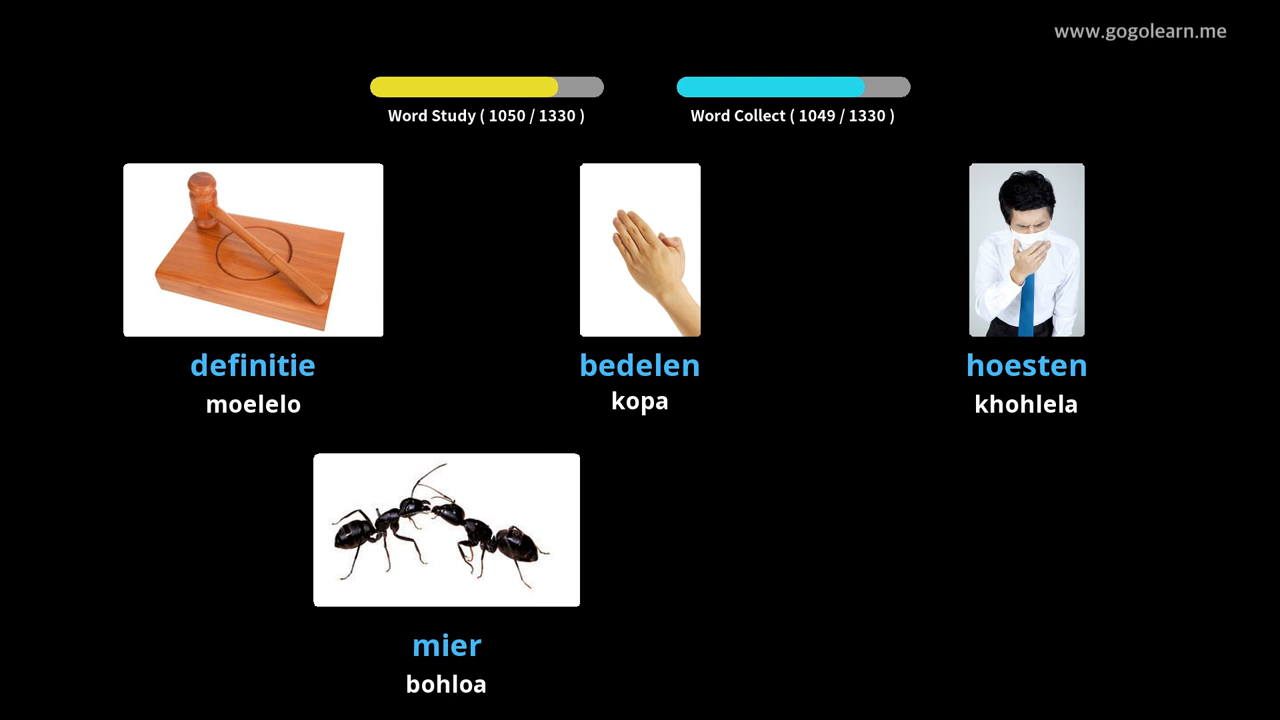 www.gogolearn.me
Word Study ( 1050 / 1330 )
Word Collect ( 1049 / 1330 )
definitie
moelelo
bedelen
kopa
hoesten
khohlela
mier
bohloa